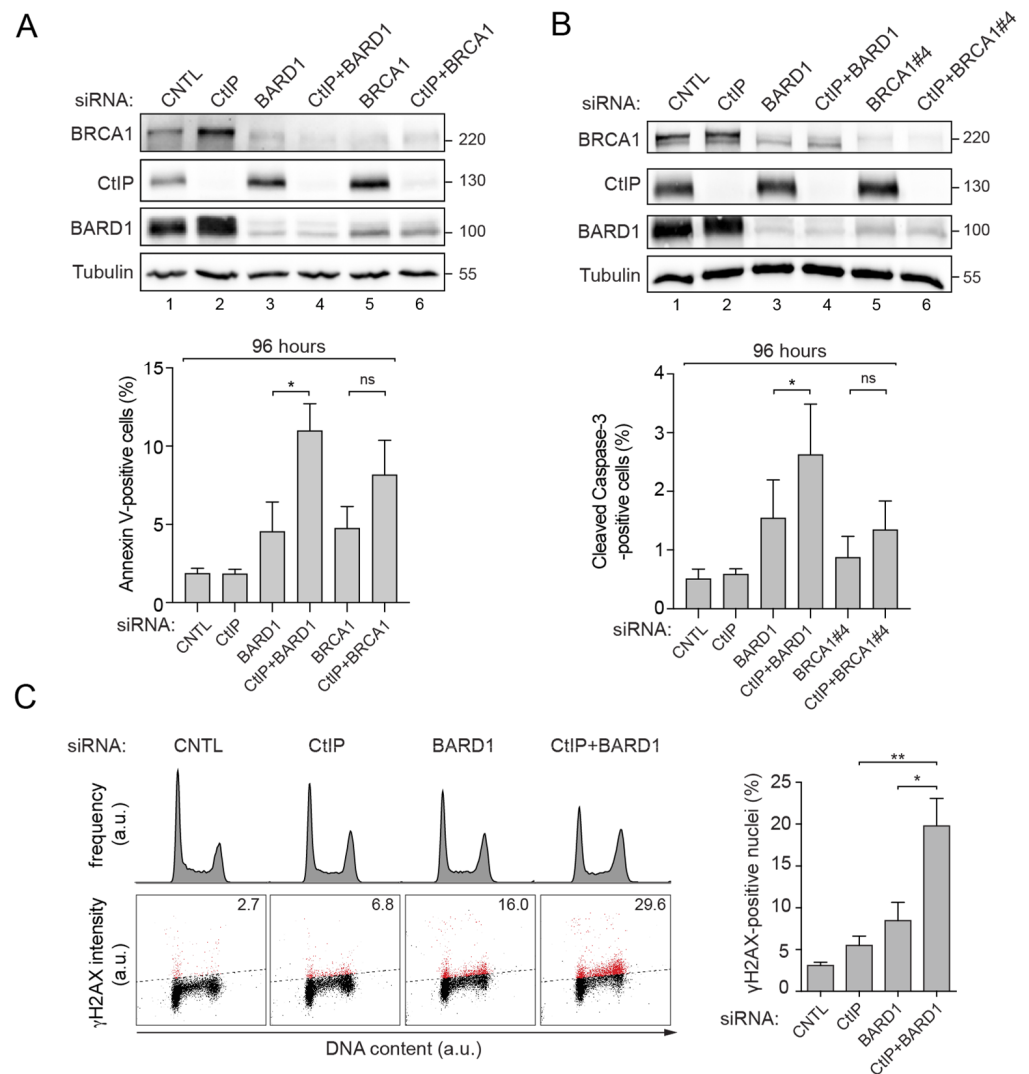 A
siRNA: CNTL CtIP BARD1 CtIP+BARD1 BRCA1 CtIP+BRCA1
BRCA1 220
CtIP 130
BARD1 100
Tubulin 55
1 2 3 4 5 6
96 hours
* ns
Annexin V-positive cells (%)
15
10
5
0
siRNA: CNTL CtIP BARD1 CtIP+BARD1 BRCA1 CtIP+BRCA1
B
siRNA: CNTL CtIP BARD1 CtIP+BARD1 BRCA1#4 CtIP+BRCA1#4
BRCA1 220
CtIP 130
BARD1 100
Tubulin 55
1 2 3 4 5 6
96 hours
* ns
Cleaved Caspase-3
-positive cells (%)
4
3
2
1
0
siRNA: CNTL CtIP BARD1 CtIP+BARD1 BRCA1#4 CtIP+BRCA1#4
C
siRNA: CNTL CtIP BARD1 CtIP+BARD1
frequency
(a.u.)
2.7 6.8 16.0 29.6
γH2AX intensity
(a.u.)
DNA content (a.u.)
** 
*
γH2AX-positive nuclei (%)
25
20
15
10
5
0
siRNA: CNTL CtIP BARD1 CtIP+BARD1